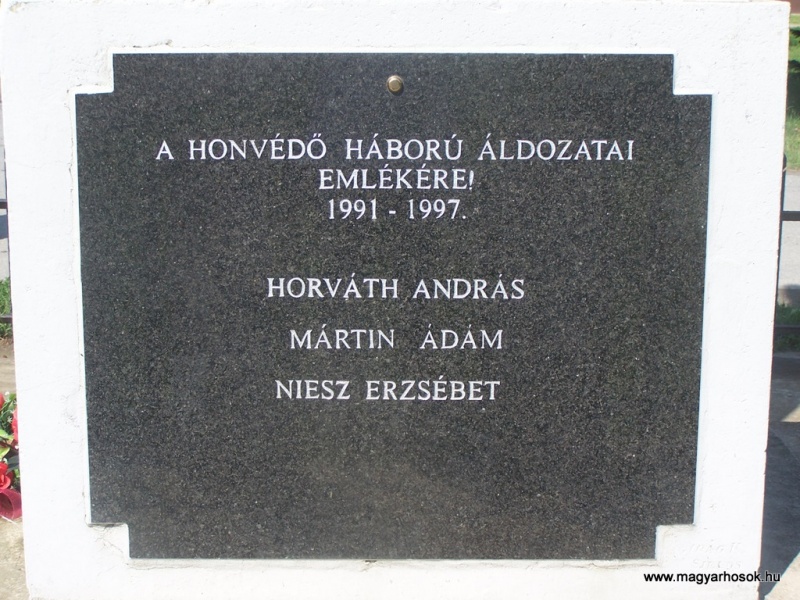 A HONVÉDŐ HÁBORÚ ÁLDOZATAI
EMLÉKÉRE!
1991 - 1997.
HORVÁTH ANDRÁS
MÁRTIN ÁDÁM
NIESZ ERZSÉBET
www.magyarhosok.hu